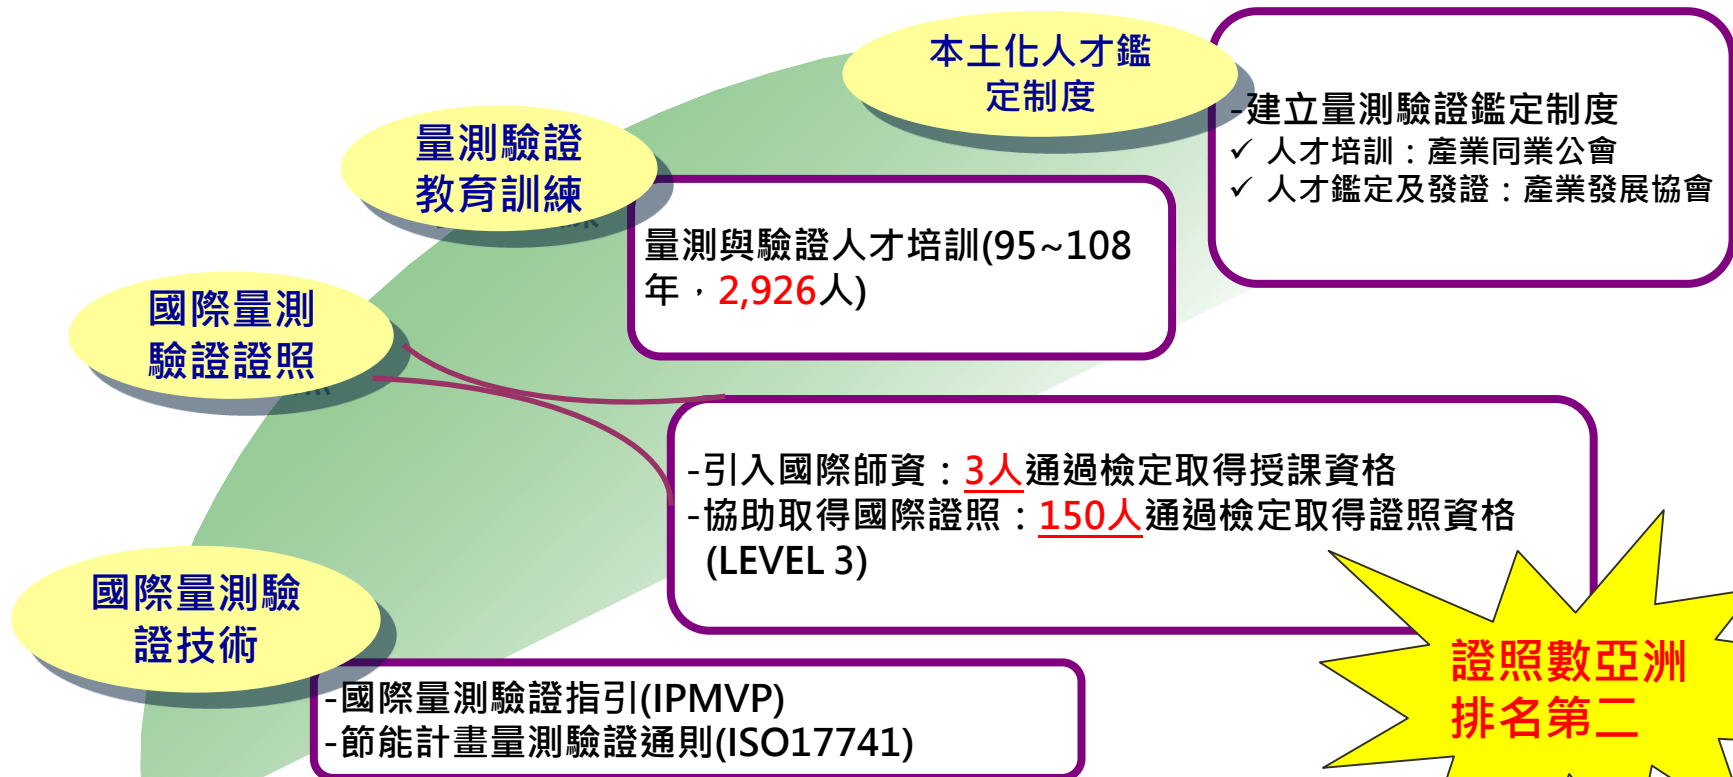 本土化人才鑑
定制度
-建立量測驗證鑑定制度
✓ 人才培訓：產業同業公會
✓ 人才鑑定及發證：產業發展協會
量測驗證
教育訓練
量測與驗證人才培訓(95~108
年，2,926人)
國際量測
驗證證照
-引入國際師資：3人通過檢定取得授課資格
-協助取得國際證照：150人通過檢定取得證照資格
(LEVEL 3)
國際量測驗
證技術
-國際量測驗證指引(IPMVP)
-節能計畫量測驗證通則(ISO17741)
證照數亞洲
排名第二